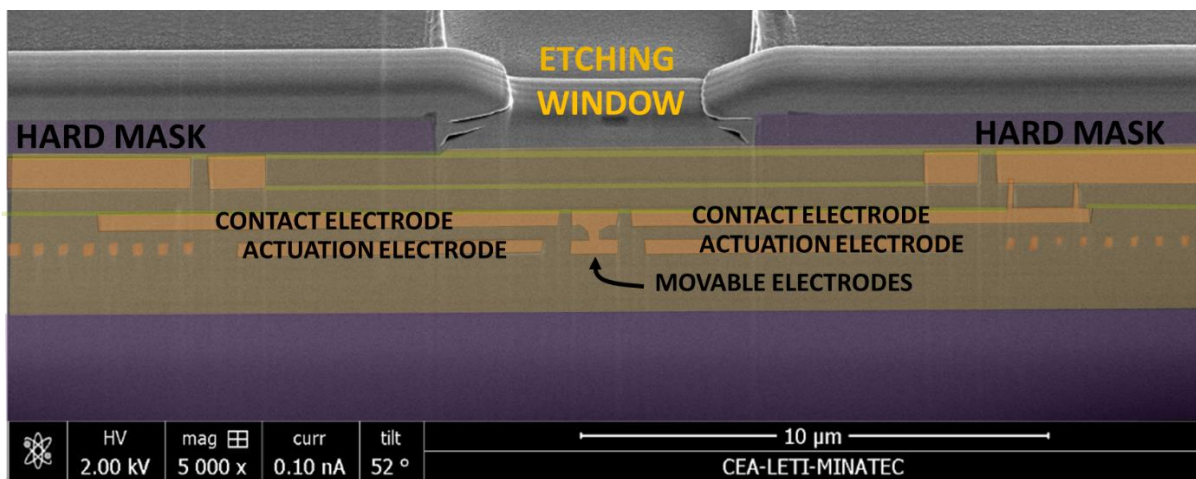 ETCHING
WINDOW
HARD MASK
HARD MASK
CONTACT ELECTRODE
CONTACT ELECTRODE
ACTUATION ELECTRODE
ACTUATION ELECTRODE
MOVABLE ELECTRODES
HV
2.00 kV
mag
5 000 x
curr
0.10 nA
tilt
52 °
10 µm
CEA-LETI-MINATEC